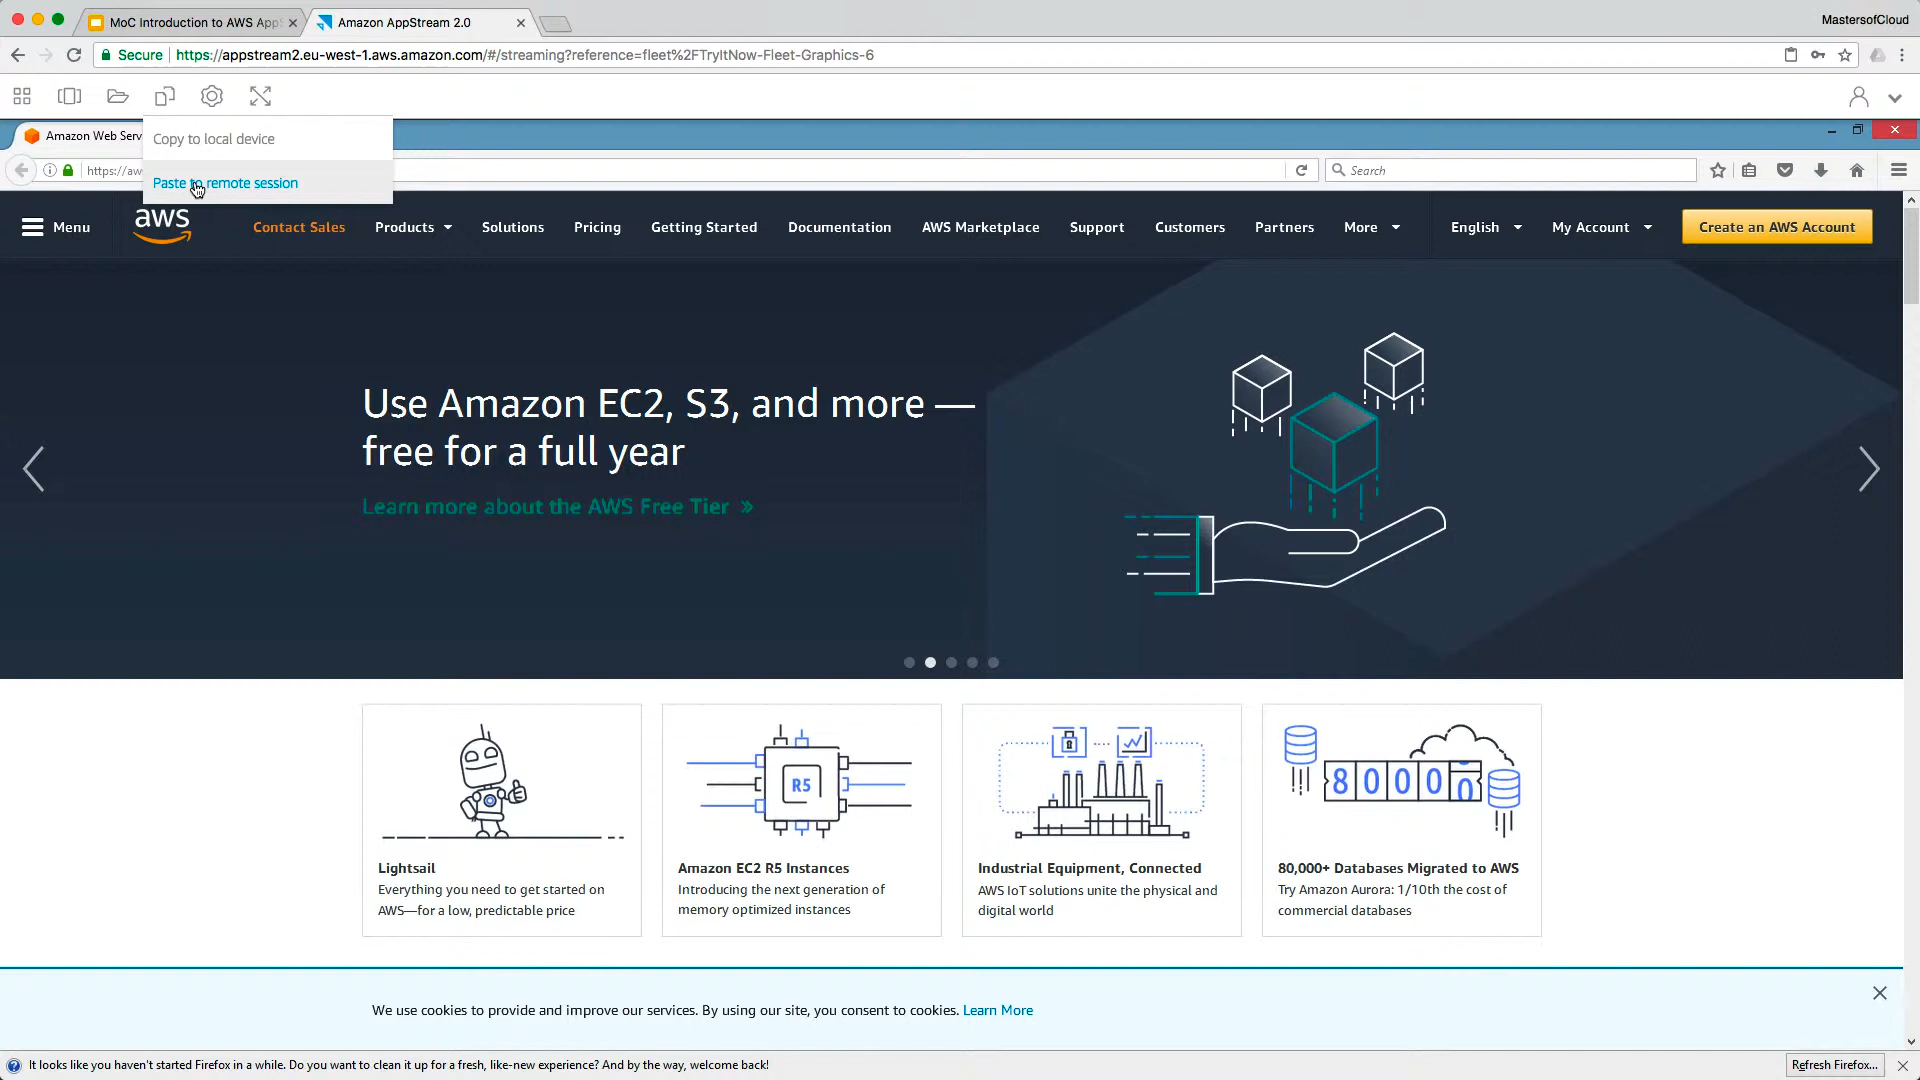 MoC Introduction to AWS AppS
Amazon AppStream 2.0
MastersofCloud
Secure
https://appstream2.eu-west-1.aws.amazon.com/#/streaming?reference=fleet%2FTryItNow-Fleet-Graphics-6
Copy to local device
Paste to remote session
Amazon Web Serv
https://aw
Search
Menu
aws
Contact Sales
Products
Solutions
Pricing
Getting Started
Documentation
AWS Marketplace
Support
Customers
Partners
More
English
My Account
Create an AWS Account
Use Amazon EC2, S3, and more —
free for a full year
Learn more about the AWS Free Tier »
R5
80000
Lightsail
Everything you need to get started on
AWS—for a low, predictable price
Amazon EC2 R5 Instances
Introducing the next generation of
memory optimized instances
Industrial Equipment, Connected
AWS IoT solutions unite the physical and
digital world
80,000+ Databases Migrated to AWS
Try Amazon Aurora: 1/10th the cost of
commercial databases
We use cookies to provide and improve our services. By using our site, you consent to cookies. Learn More
It looks like you haven't started Firefox in a while. Do you want to clean it up for a fresh, like-new experience? And by the way, welcome back!
Refresh Firefox...